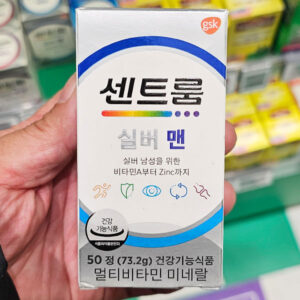 gsk
센트룸
실버 맨
실버 남성을 위한
비타민A부터 Zinc까지
건강
기능식품
50 정 (73.2g) 건강기능식품
멀티비타민 미네랄